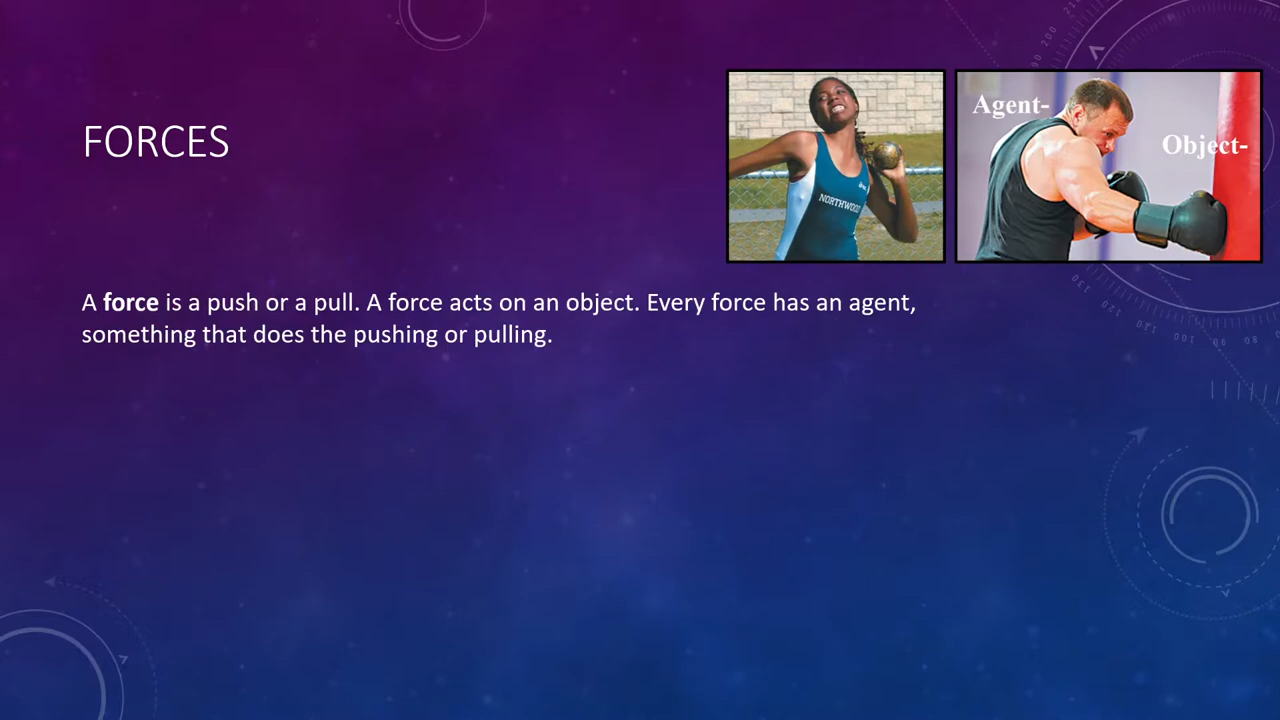 FORCES
NORTHWOOD
Agent-
Object-
A force is a push or a pull. A force acts on an object. Every force has an agent,
something that does the pushing or pulling.